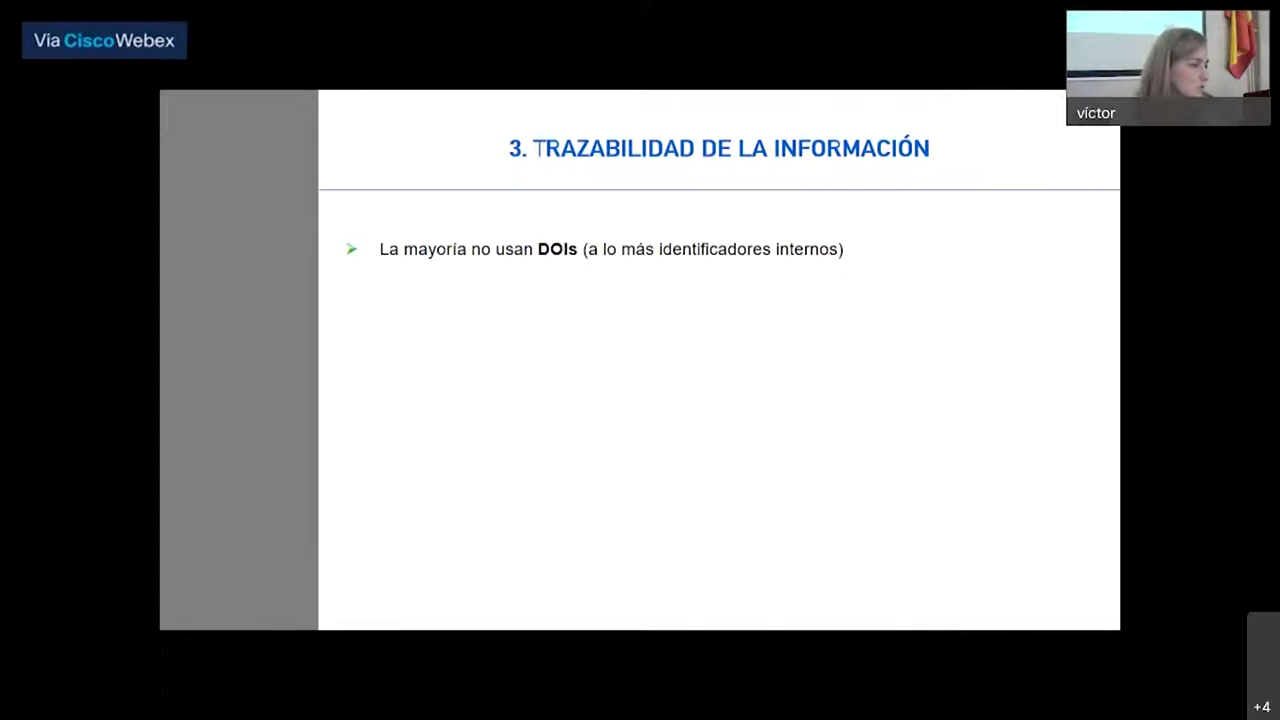 Via CiscoWebex
víctor
3. TRAZABILIDAD DE LA INFORMACIÓN
➢ La mayoría no usan DOIs (a lo más identificadores internos)
+4